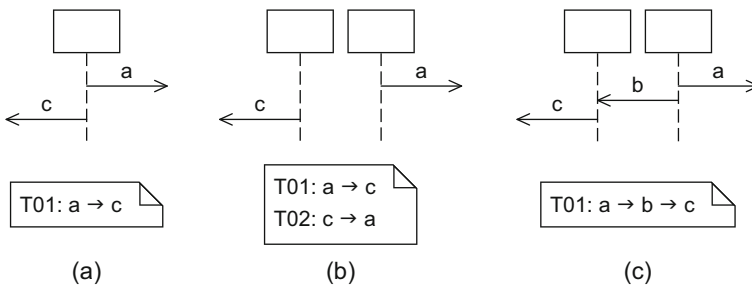 a
c
T01: a → c
(a)
a
c
T01: a → c
T02: c → a
(b)
a
b
c
T01: a → b → c
(c)